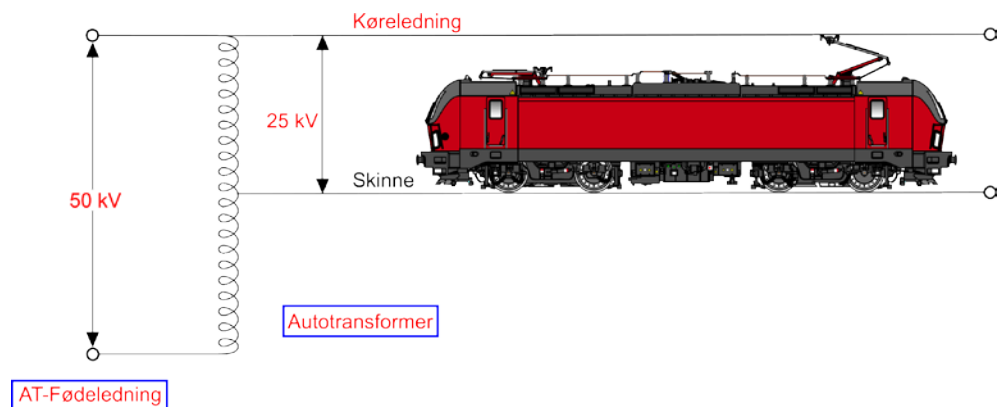 Køreledning
25 kV
Skinne
50 kV
Autotransformer
AT-Fødeledning